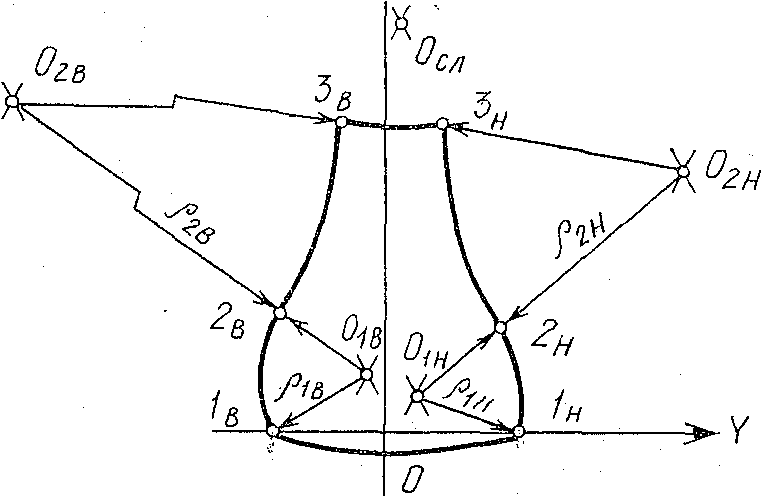 O₂В
Oсл
3В
3Н
O₂Н
ρ₂В
ρ₂Н
2В
O₁В
O₁Н
2Н
ρ₁В
ρ₁Н
1В
1Н
Y
O